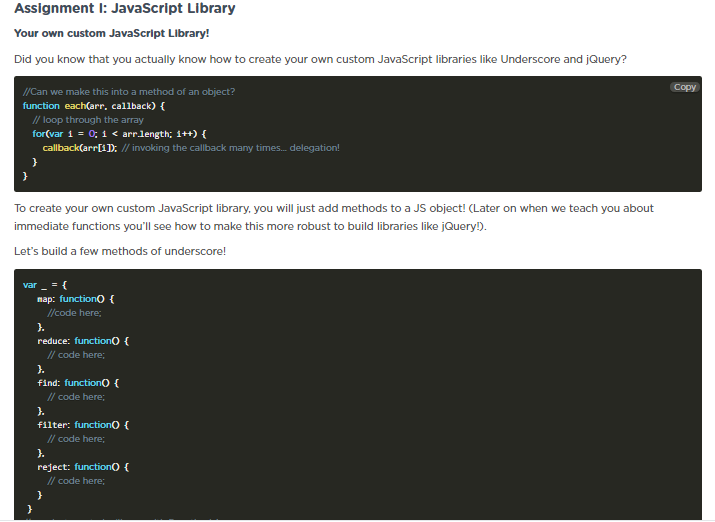 Assignment I: JavaScript Library
Your own custom JavaScript Library!
Did you know that you actually know how to create your own custom JavaScript libraries like Underscore and jQuery?
Copy
//Can we make this into a method of an object?
function each(arr, callback) {
// loop through the array
for(var i = 0; i < arr.length; i++) {
callback(arr[i]); // invoking the callback many times... delegation!
}
}
To create your own custom JavaScript library, you will just add methods to a JS object! (Later on when we teach you about
immediate functions you'll see how to make this more robust to build libraries like jQuery!).
Let's build a few methods of underscore!
var _ = {
map: function() {
//code here;
},
reduce: function() {
// code here;
},
find: function() {
// code here;
},
filter: function() {
// code here;
},
reject: function() {
// code here;
}
}